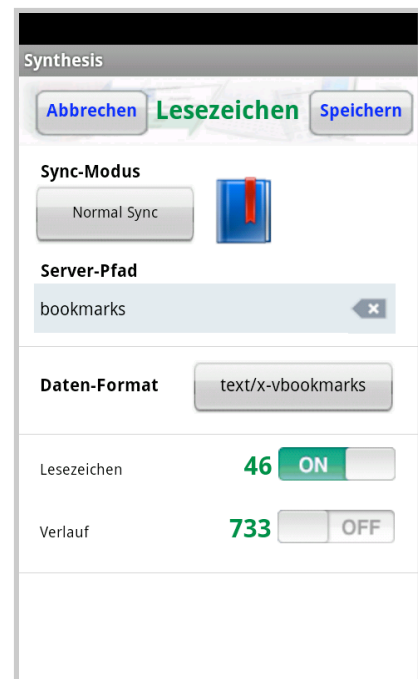 Synthesis
Abbrechen Lesezeichen Speichern
Sync-Modus
Normal Sync
Server-Pfad
bookmarks
Daten-Format text/x-vbookmarks
Lesezeichen 46 ON
Verlauf 733 OFF